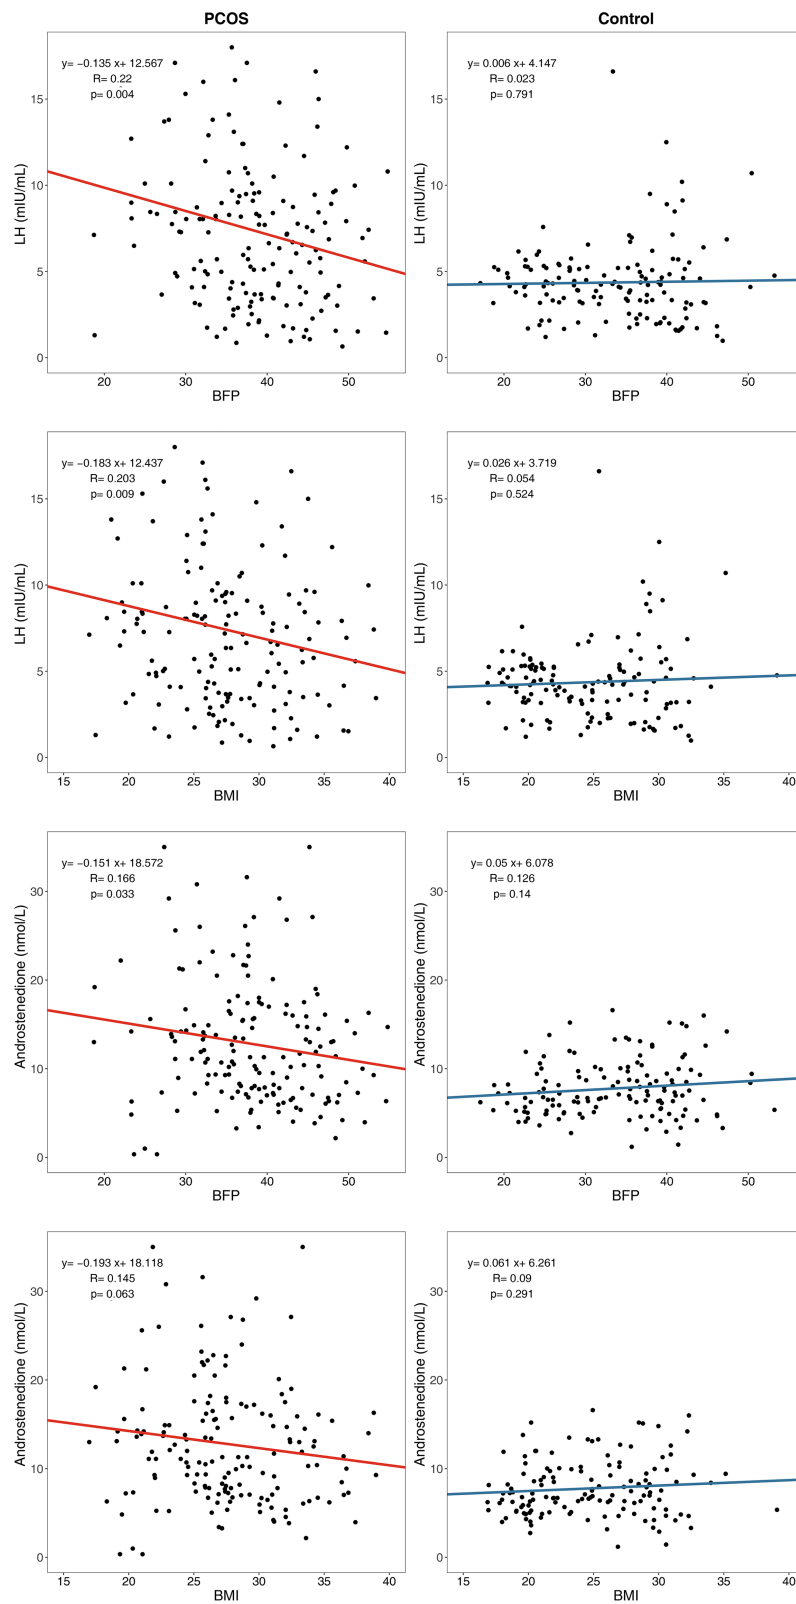 PCOS
Control
y= −0.135 x+ 12.567
R= 0.22
p= 0.004
LH (mIU/mL)
15
10
5
0
20 30 40 50
BFP
y= 0.006 x+ 4.147
R= 0.023
p= 0.791
LH (mIU/mL)
15
10
5
0
20 30 40 50
BFP
y= −0.183 x+ 12.437
R= 0.203
p= 0.009
LH (mIU/mL)
15
10
5
0
15 20 25 30 35 40
BMI
y= 0.026 x+ 3.719
R= 0.054
p= 0.524
LH (mIU/mL)
15
10
5
0
15 20 25 30 35 40
BMI
y= −0.151 x+ 18.572
R= 0.166
p= 0.033
Androstenedione (nmol/L)
30
20
10
0
20 30 40 50
BFP
y= 0.05 x+ 6.078
R= 0.126
p= 0.14
Androstenedione (nmol/L)
30
20
10
0
20 30 40 50
BFP
y= −0.193 x+ 18.118
R= 0.145
p= 0.063
Androstenedione (nmol/L)
30
20
10
0
15 20 25 30 35 40
BMI
y= 0.061 x+ 6.261
R= 0.09
p= 0.291
Androstenedione (nmol/L)
30
20
10
0
15 20 25 30 35 40
BMI